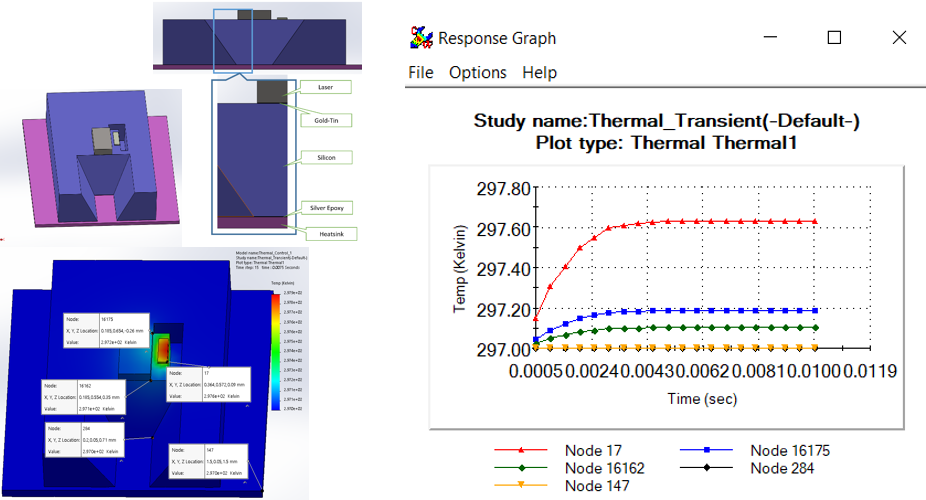 Laser
Gold-Tin
Silicon
Silver Epoxy
Heatsink
Model name:Thermal_Control_1
Study name:Thermal_Transient(-Default-)
Plot type: Thermal Thermal1
Time step: 15 time : 0.0075 Seconds
Temp (Kelvin)
Node: 16175
X, Y, Z Location: 0.195,0.654,-0.26 mm
Value: 2.972e+02 Kelvin
Node: 17
X, Y, Z Location: 0.364,0.572,0.09 mm
Value: 2.976e+02 Kelvin
Node: 16162
X, Y, Z Location: 0.195,0.554,0.35 mm
Value: 2.971e+02 Kelvin
Node: 284
X, Y, Z Location: 0.2,0.05,0.71 mm
Value: 2.970e+02 Kelvin
Node: 147
X, Y, Z Location: 1.5,0.05,1.5 mm
Value: 2.970e+02 Kelvin
Response Graph
File Options Help
Study name:Thermal_Transient(-Default-)
Plot type: Thermal Thermal1
297.80
297.60
297.40
297.20
297.00
Temp (Kelvin)
0.0005 0.0024 0.0043 0.0062 0.0081 0.0100 0.0119
Time (sec)
Node 17 Node 16175
Node 16162 Node 284
Node 147